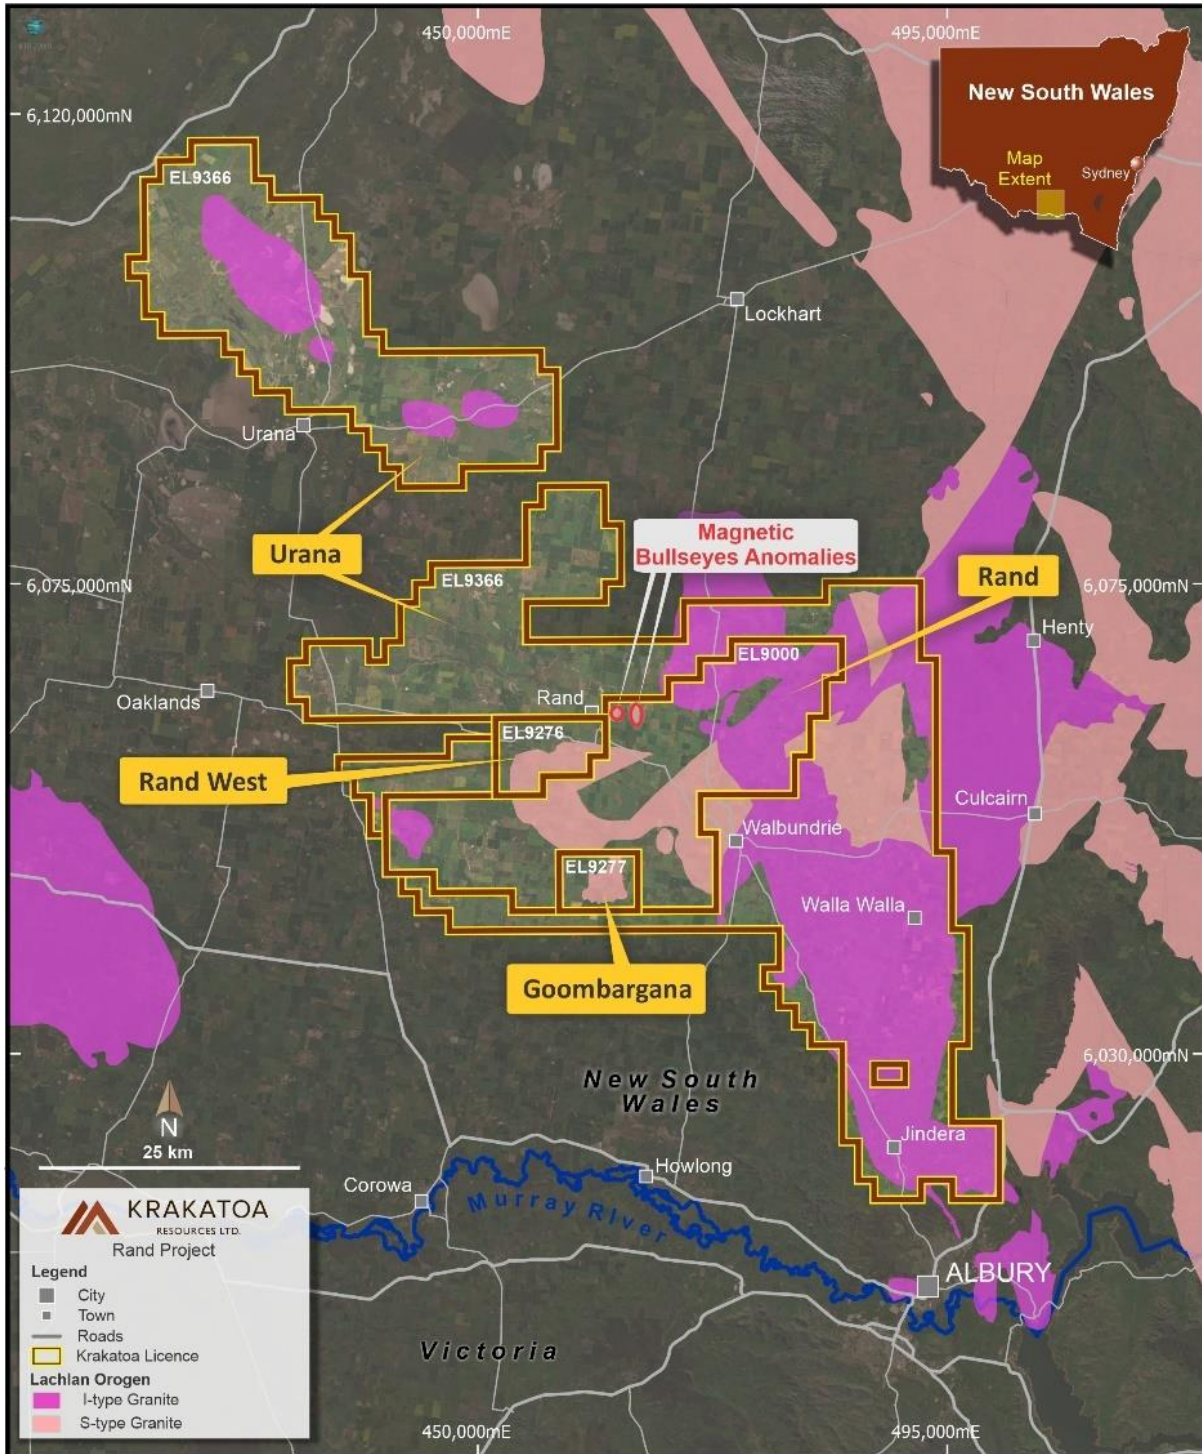 450,000mE
495,000mE
6,120,000mN
New South Wales
Map
Extent
Sydney
EL9366
Lockhart
Urana
Urana
Magnetic
Bullseyes Anomalies
6,075,000mN
EL9366
Rand
6,075,000mN
Henty
EL9000
Oaklands
Rand
EL9276
Rand West
Culcairn
Walbundrie
EL9277
Walla Walla
Goombargana
6,030,000mN
New South
Wales
N
25 km
Jindera
Howlong
Corowa
Murray River
KRAKATOA
RESOURCES LTD.
Rand Project
Legend
City
Town
Roads
Krakatoa Licence
Lachlan Orogen
I-type Granite
S-type Granite
ALBURY
Victoria
450,000mE
495,000mE